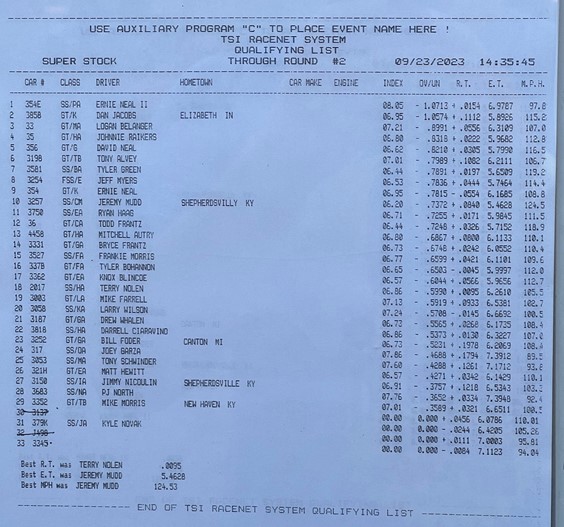 USE AUXILIARY PROGRAM "C" TO PLACE EVENT NAME HERE !
TSI RACENET SYSTEM
QUALIFYING LIST
SUPER STOCK THROUGH ROUND #2 09/23/2023 14:35:45
CAR # CLASS DRIVER HOMETOWN CAR MAKE ENGINE INDEX OV/UN R.T. E.T. M.P.H.
1 354E SS/PA ERNIE NEAL II 08.05 - 1.0713 + .0154 6.9787 97.8
2 3858 GT/K DAN JACOBS ELIZABETH IN 06.95 - 1.0574 + .1112 5.8926 115.2
3 33 GT/MA LOGAN BELANGER 07.21 - .8991 + .0556 6.3109 107.0
4 35 GT/HA JOHNNIE RAIKERS 06.80 - .8318 + .0222 5.9682 112.8
5 356 GT/G DAVID NEAL 06.62 - .8210 + .0305 5.7990 116.5
6 3198 GT/TB TONY ALVEY 07.01 - .7989 + .1082 6.2111 106.7
7 3581 SS/BA TYLER GREEN 06.44 - .7891 + .0197 5.6509 119.2
8 3254 FSS/E JEFF MYERS 06.53 - .7836 + .0444 5.7464 114.4
9 354 GT/K ERNIE NEAL 06.95 - .7815 - .0554 6.1685 108.8
10 3257 SS/CM JEREMY MUDD SHEPHERDSVILLY KY 06.20 - .7372 + .0840 5.4628 124.5
11 3750 SS/EA RYAN HAAG 06.71 - .7255 + .0171 5.9845 111.5
12 36 GT/CA TODD FRANTZ 06.44 - .7248 + .0326 5.7152 118.9
13 4458 GT/HA MITCHELL AUTRY 06.80 - .6867 + .0800 6.1133 110.1
14 3331 GT/GA BRYCE FRANTZ 06.73 - .6748 + .0242 6.0552 110.4
15 3527 SS/FA FRANKIE MORRIS 06.77 - .6599 + .0421 6.1101 109.6
16 337B GT/FA TYLER BOHANNON 06.65 - .6503 - .0045 5.9997 112.0
17 3362 GT/EA KNOX BLINCOE 06.57 - .6044 + .0566 5.9656 112.7
18 2017 SS/HA TERRY NOLEN 06.86 - .5990 + .0095 6.2610 105.5
19 3003 GT/LA MIKE FARRELL 07.13 - .5919 + .0933 6.5381 102.7
20 3058 SS/KA LARRY WILSON 07.24 - .5708 - .0145 6.6692 100.5
21 3187 GT/GA DREW WHALEN 06.73 - .5565 + .0268 6.1735 108.4
22 3818 SS/HA DARRELL CIARAVINO 06.86 - .5373 + .0130 6.3227 107.0
23 3252 GT/GA BILL FODER CANTON MI 06.73 - .5231 + .1978 6.2069 108.4
24 317 SS/OA JOEY GARZA 07.86 - .4688 + .1794 7.3912 89.5
25 3053 SS/MA TONY SCHWINDER 07.60 - .4288 + .1261 7.1712 93.8
26 321H GT/EA MATT HEWITT 06.57 - .4271 + .0342 6.1429 110.1
27 3150 SS/IA JIMMY NICOULIN SHEPHERDSVILLE KY 06.91 - .3757 + .1218 6.5343 103.3
28 3683 SS/NA PJ NORTH 07.76 - .3652 + .0334 7.3948 92.4
29 3352 GT/TB MIKE MORRIS NEW HAVEN KY 07.01 - .3589 + .0321 6.6511 100.3
30 3137 00.00 0.000 + .0456 6.0786 110.01
31 379K SS/JA KYLE NOVAK 00.00 0.000 - .0244 6.4205 105.26
32 00.00 0.000 + .0111 7.0003 95.81
33 3345 00.00 0.000 - .0084 7.1123 94.04
Best R.T. was TERRY NOLEN .0095
Best E.T. was JEREMY MUDD 5.4628
Best MPH was JEREMY MUDD 124.53
END OF TSI RACENET SYSTEM QUALIFYING LIST